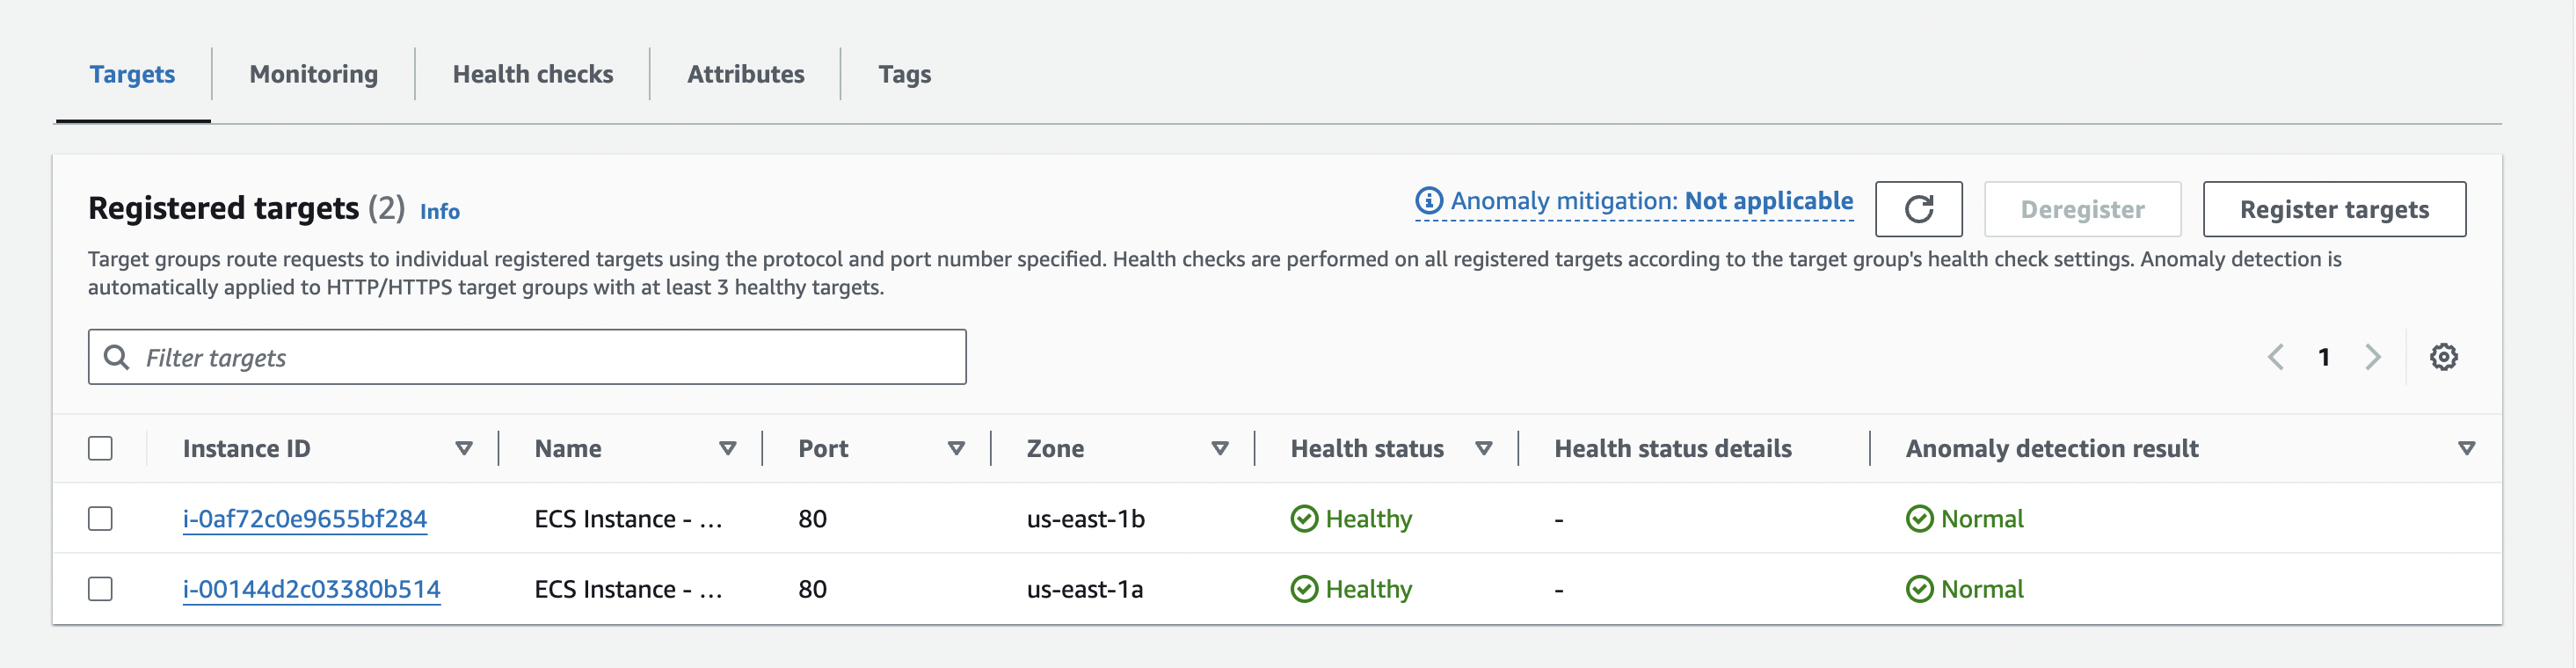 Targets Monitoring Health checks Attributes Tags
Registered targets (2) Info
Anomaly mitigation: Not applicable
Deregister
Register targets
Target groups route requests to individual registered targets using the protocol and port number specified. Health checks are performed on all registered targets according to the target group's health check settings. Anomaly detection is
automatically applied to HTTP/HTTPS target groups with at least 3 healthy targets.
Filter targets
1
Instance ID Name Port Zone Health status Health status details Anomaly detection result
i-0af72c0e9655bf284 ECS Instance - ... 80 us-east-1b Healthy - Normal
i-00144d2c03380b514 ECS Instance - ... 80 us-east-1a Healthy - Normal